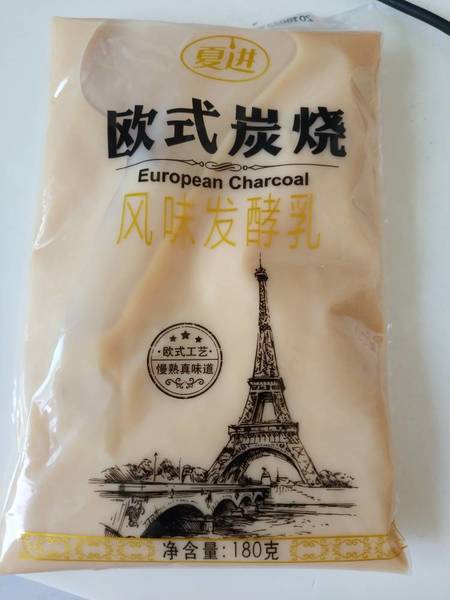 夏进
欧式炭烧
European Charcoal
风味发酵乳
欧式工艺
慢熟真味道
净含量:180克